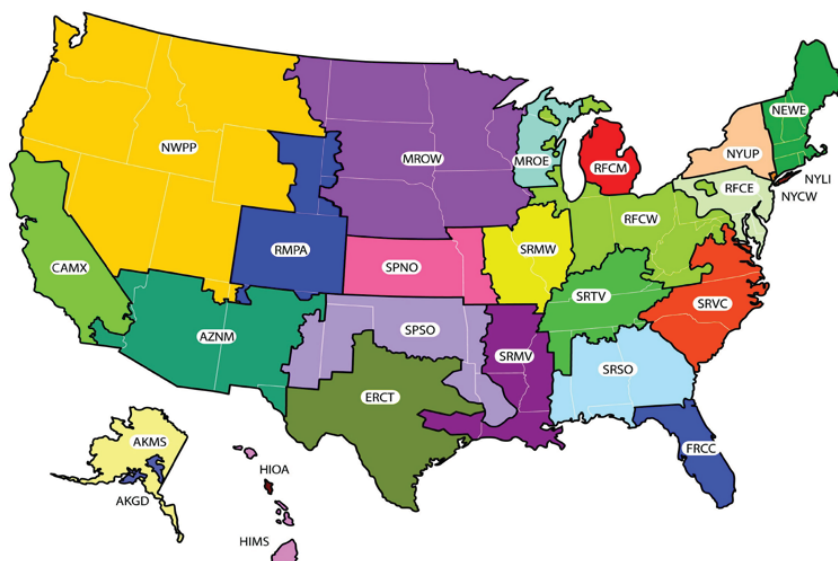 NEWE
NWPP
NYUP
MROW
MROE
RFCM
NYLI
RFCE
NYCW
RFCW
RMPA
SRMW
CAMX
SPNO
SRTV
SRVC
SPSO
AZNM
SRMV
SRSO
ERCT
AKMS
FRCC
HIOA
AKGD
HIMS